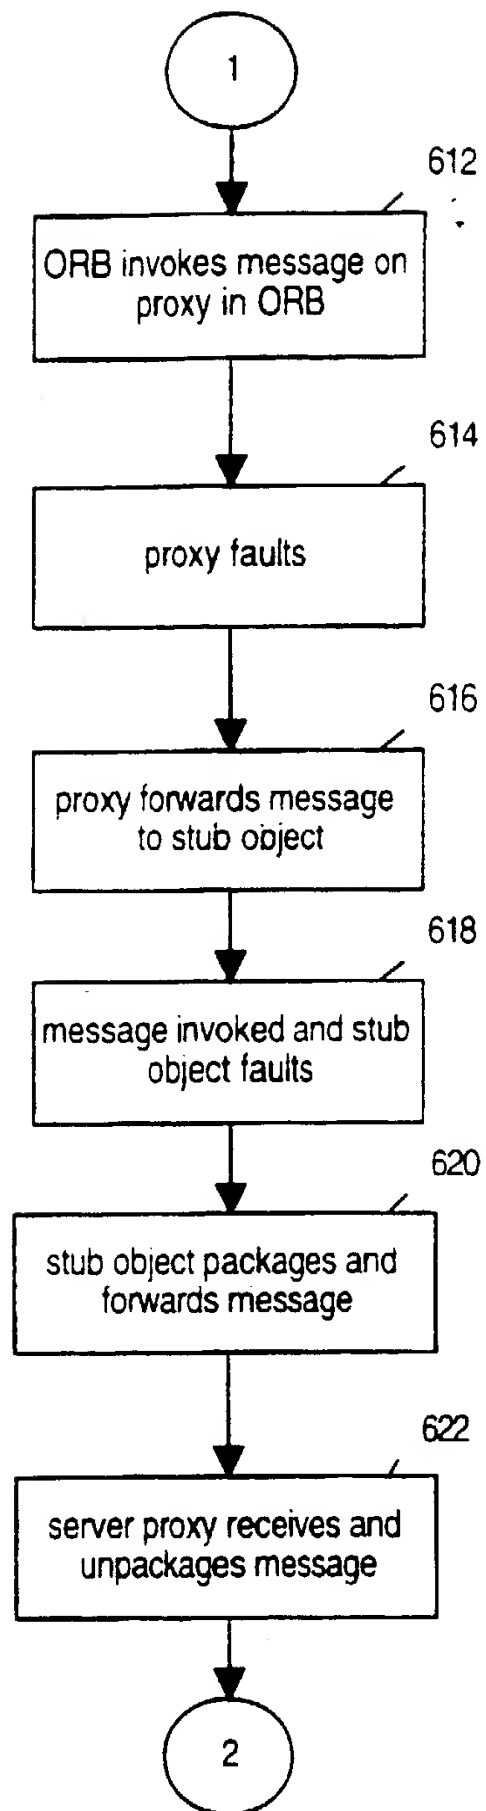 1
612
ORB invokes message on
proxy in ORB
614
proxy faults
616
proxy forwards message
to stub object
618
message invoked and stub
object faults
620
stub object packages and
forwards message
622
server proxy receives and
unpackages message
2